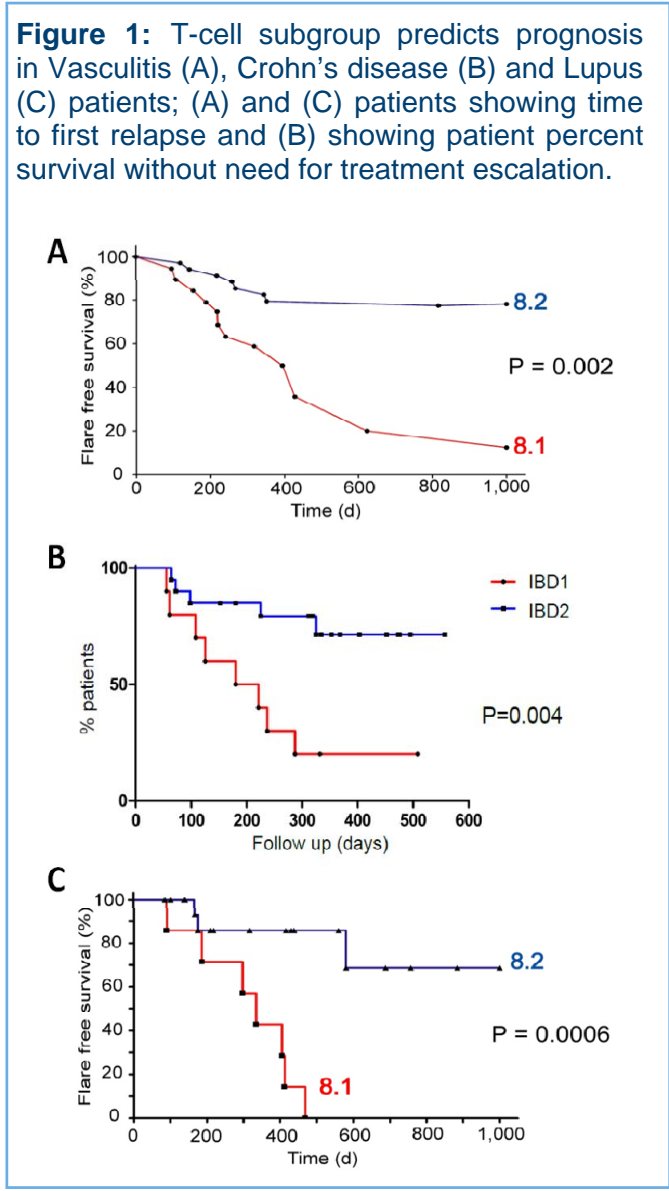 Figure 1: T-cell subgroup predicts prognosis
in Vasculitis (A), Crohn's disease (B) and Lupus
(C) patients; (A) and (C) patients showing time
to first relapse and (B) showing patient percent
survival without need for treatment escalation.
A
Flare free survival (%)
100
80
60
40
20
0
8.2
P = 0.002
8.1
0 200 400 600 800 1,000
Time (d)
B
% patients
100
50
0
IBD1
IBD2
P=0.004
0 100 200 300 400 500 600
Follow up (days)
C
Flare free survival (%)
100
80
60
40
20
0
8.2
P = 0.0006
8.1
0 200 400 600 800 1,000
Time (d)